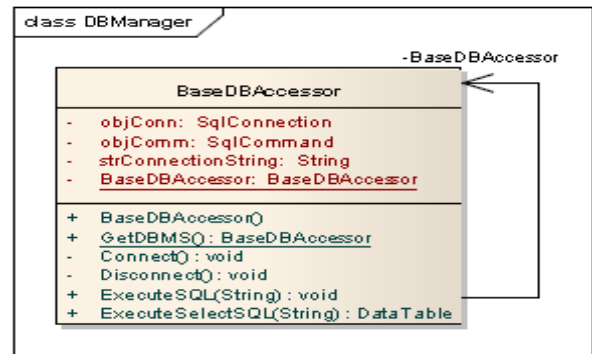 class DBManager
-BaseDBAccessor
BaseDBAccessor
- objConn: SqlConnection
- objComm: SqlCommand
- strConnectionString: String
- BaseDBAccessor: BaseDBAccessor
+ BaseDBAccessor()
+ GetDBMS() : BaseDBAccessor
- Connect() : void
- Disconnect() : void
+ ExecuteSQL(String) : void
+ ExecuteSelectSQL(String) : DataTable